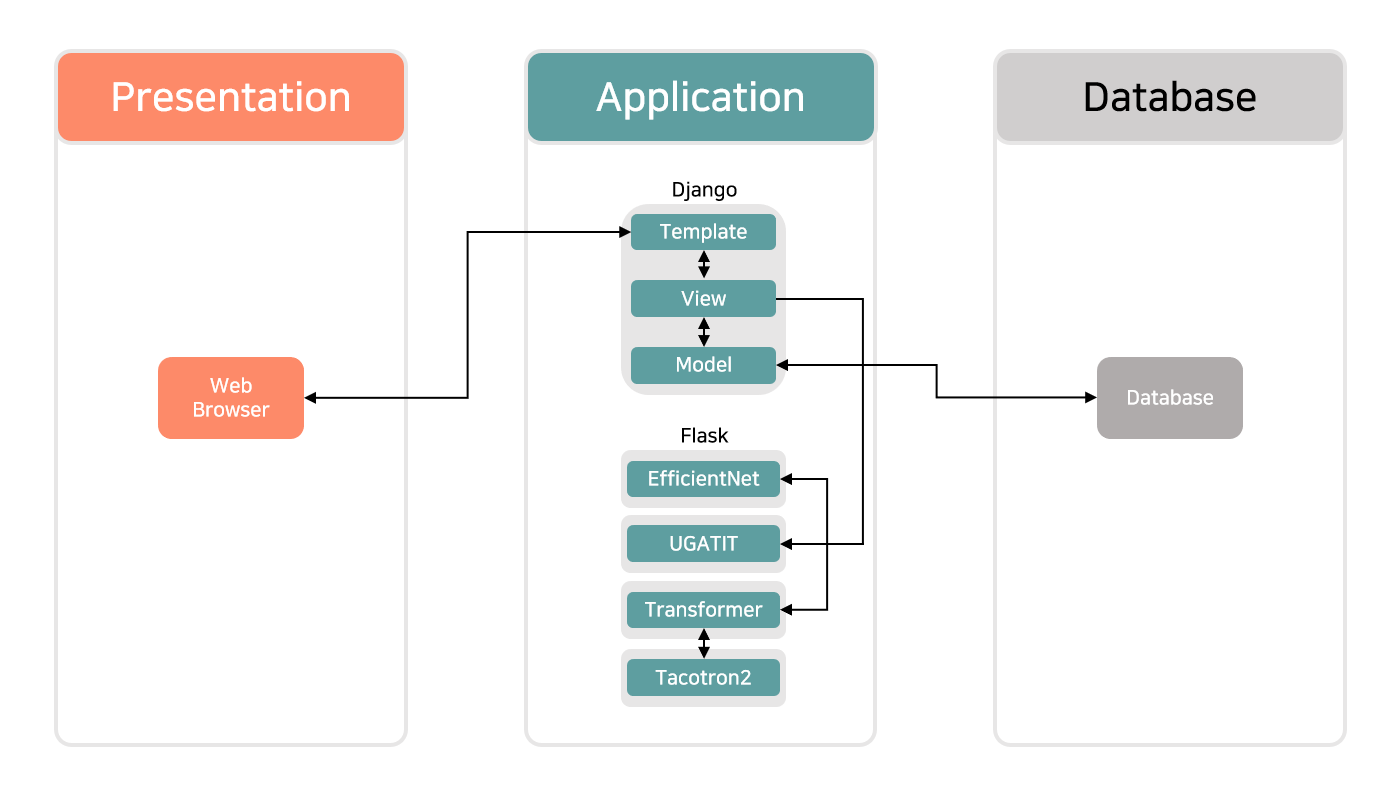 Presentation
Application
Database
Django
Template
View
Model
Web
Browser
Database
Flask
EfficientNet
UGATIT
Transformer
Tacotron2